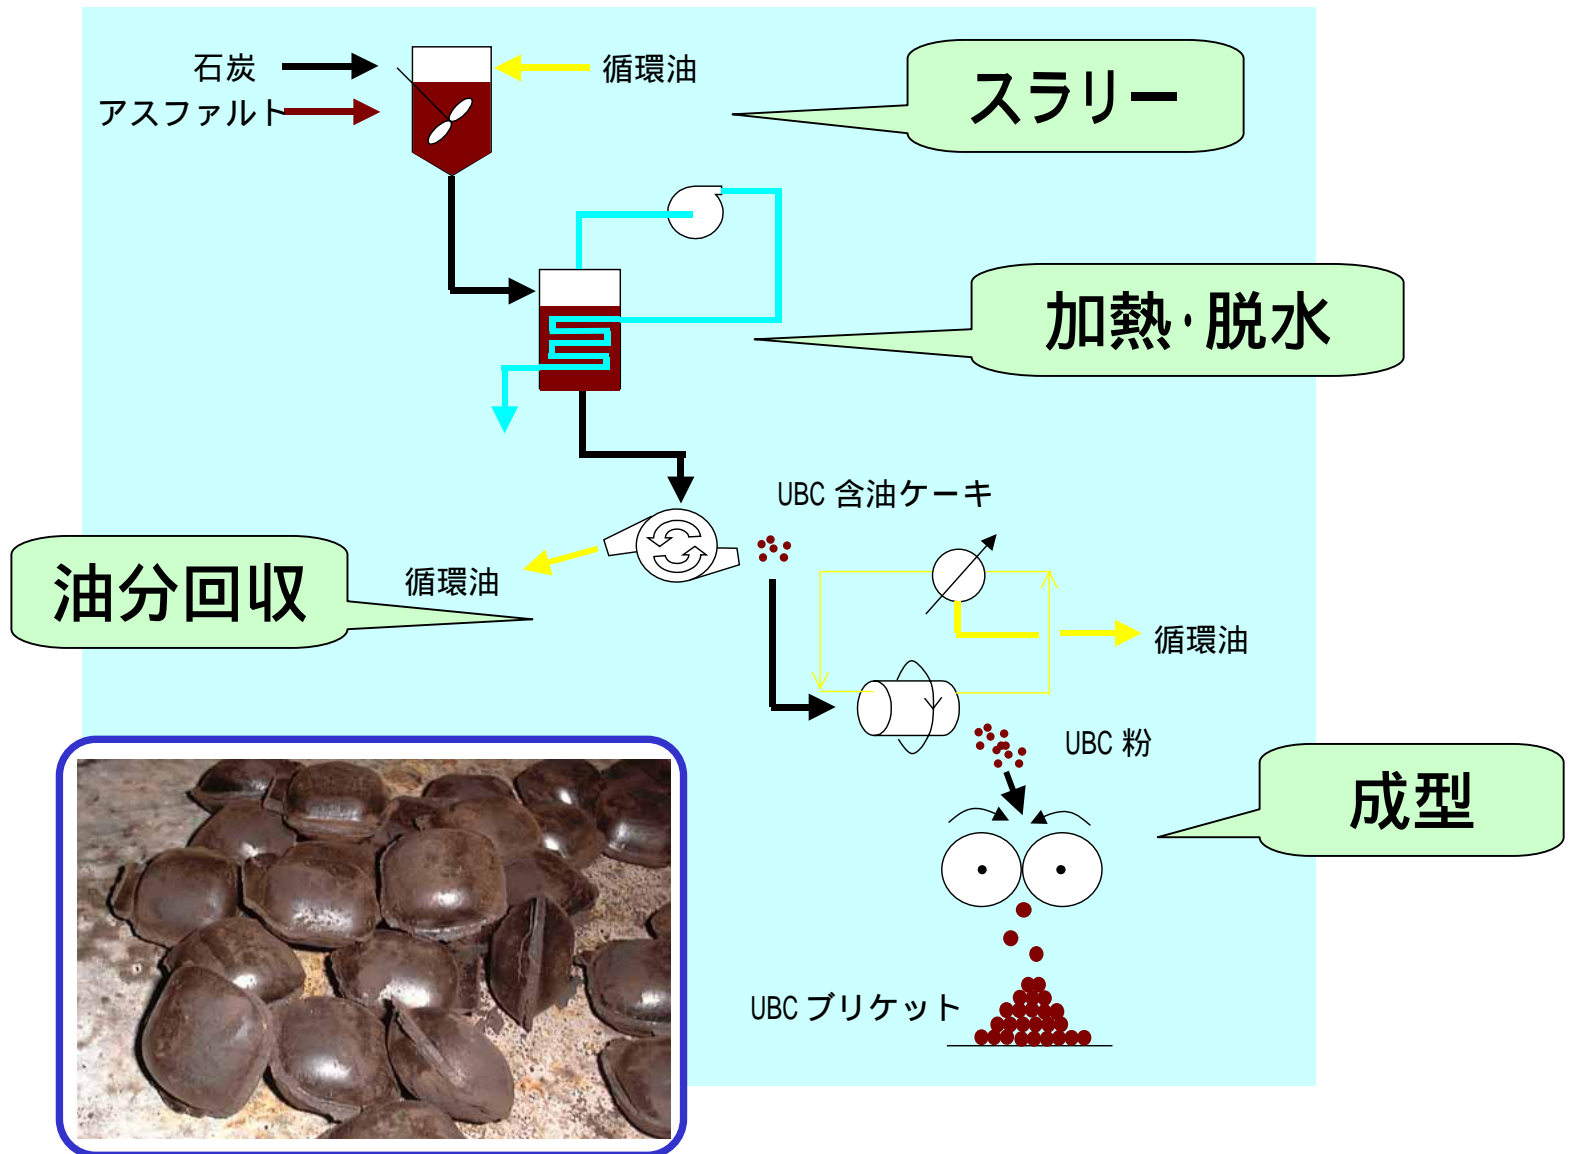 石炭
循環油
アスファルト
スラリー
加熱・脱水
UBC 含油ケーキ
油分回収
循環油
循環油
UBC 粉
成型
UBC ブリケット